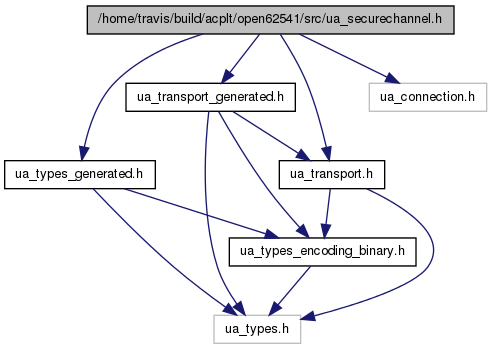 /home/travis/build/acplt/open62541/src/ua_securechannel.h
ua_transport_generated.h
ua_connection.h
ua_types_generated.h
ua_transport.h
ua_types_encoding_binary.h
ua_types.h